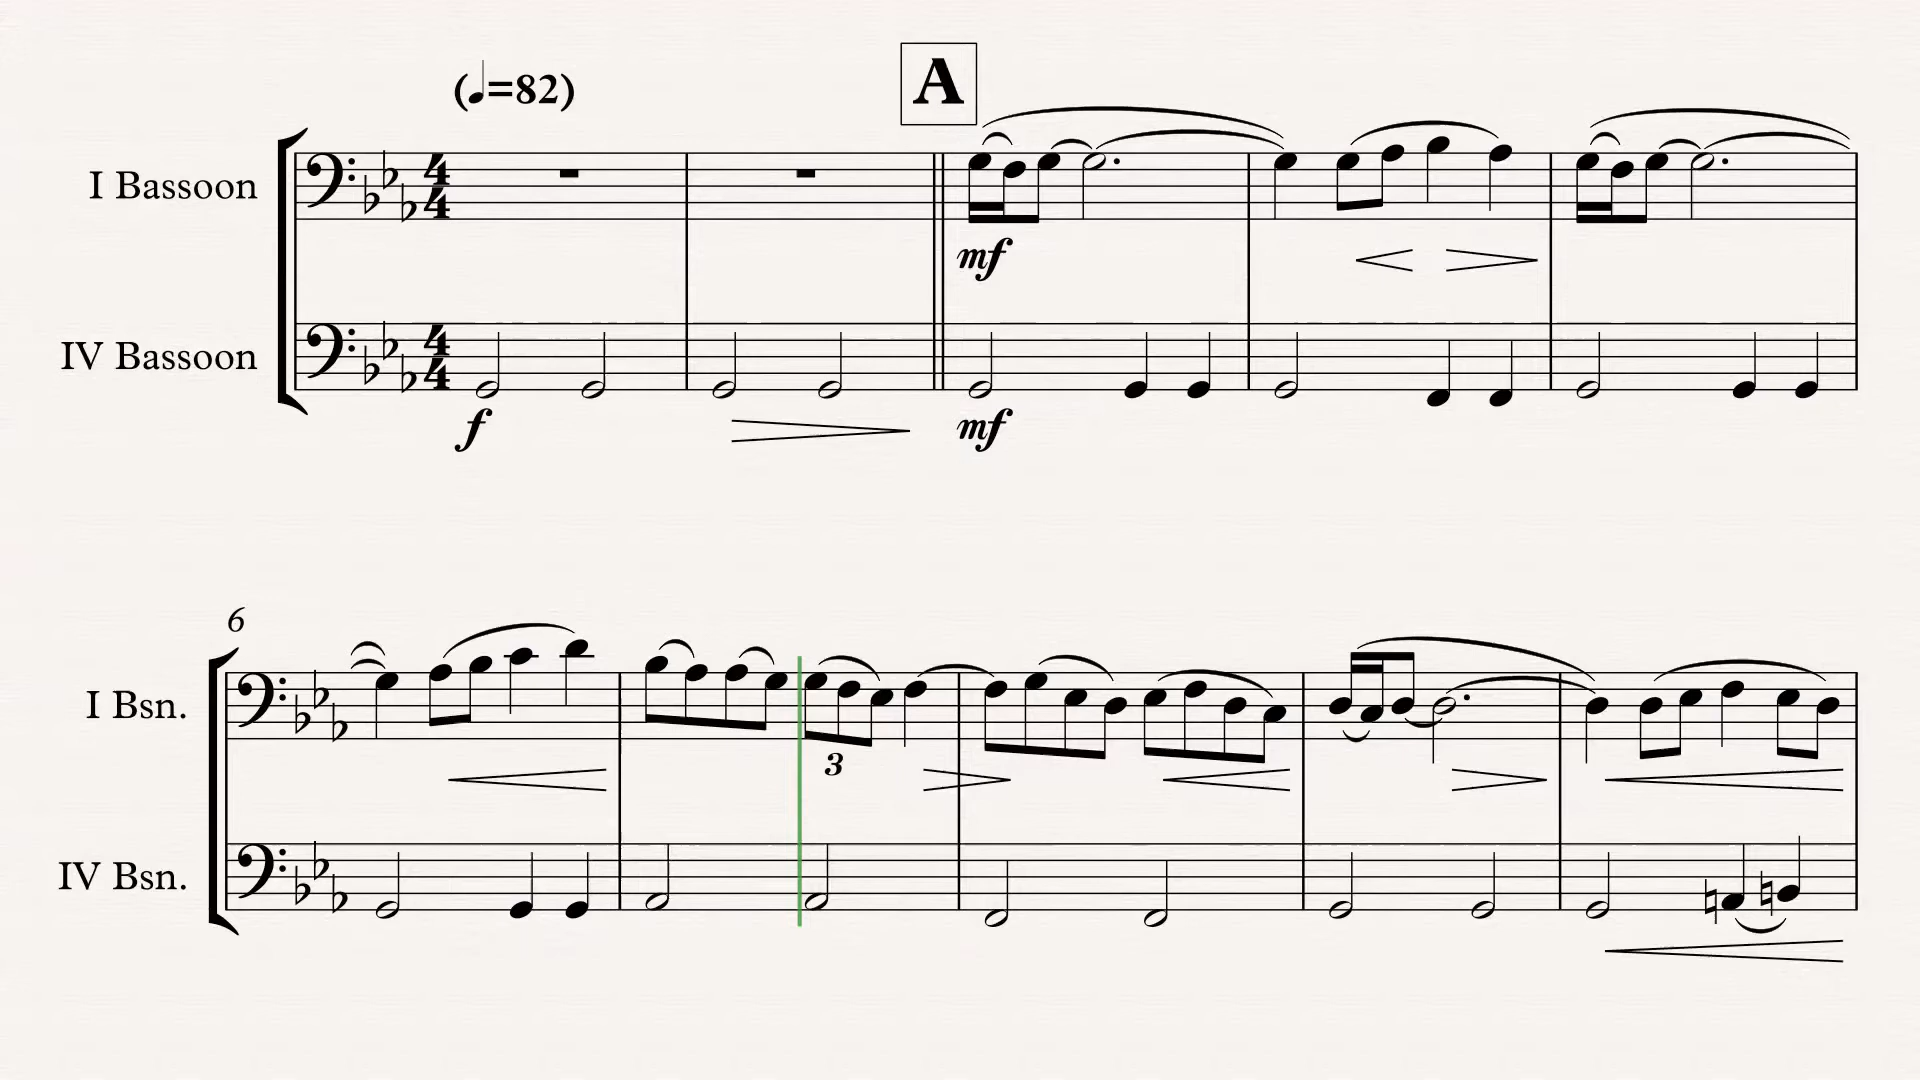 (♩=82)
A
I Bassoon
mf
IV Bassoon
f
mf
6
I Bsn.
3
IV Bsn.